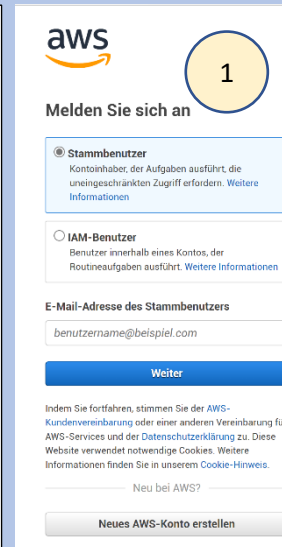 aws
1
Melden Sie sich an
Stammbenutzer
Kontoinhaber, der Aufgaben ausführt, die
uneingeschränkten Zugriff erfordern. Weitere
Informationen
IAM-Benutzer
Benutzer innerhalb eines Kontos, der
Routineaufgaben ausführt. Weitere Informationen
E-Mail-Adresse des Stammbenutzers
benutzername@beispiel.com
Weiter
Indem Sie fortfahren, stimmen Sie der AWS-
Kundenvereinbarung oder einer anderen Vereinbarung fü
AWS-Services und der Datenschutzerklärung zu. Diese
Website verwendet notwendige Cookies. Weitere
Informationen finden Sie in unserem Cookie-Hinweis.
Neu bei AWS?
Neues AWS-Konto erstellen